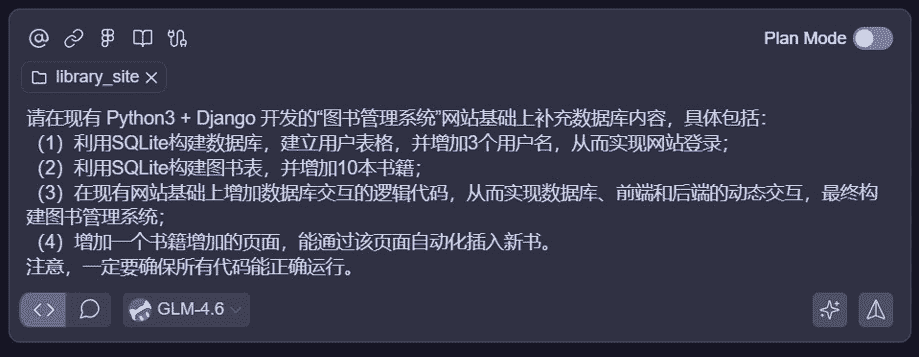 Plan Mode
library_site
请在现有 Python3 + Django 开发的“图书管理系统”网站基础上补充数据库内容，具体包括：
（1）利用SQLite构建数据库，建立用户表格，并增加3个用户名，从而实现网站登录；
（2）利用SQLite构建图书表，并增加10本书籍；
（3）在现有网站基础上增加数据库交互的逻辑代码，从而实现数据库、前端和后端的动态交互，最终构
建图书管理系统；
（4）增加一个书籍增加的页面，能通过该页面自动化插入新书。
注意，一定要确保所有代码能正确运行。
GLM-4.6